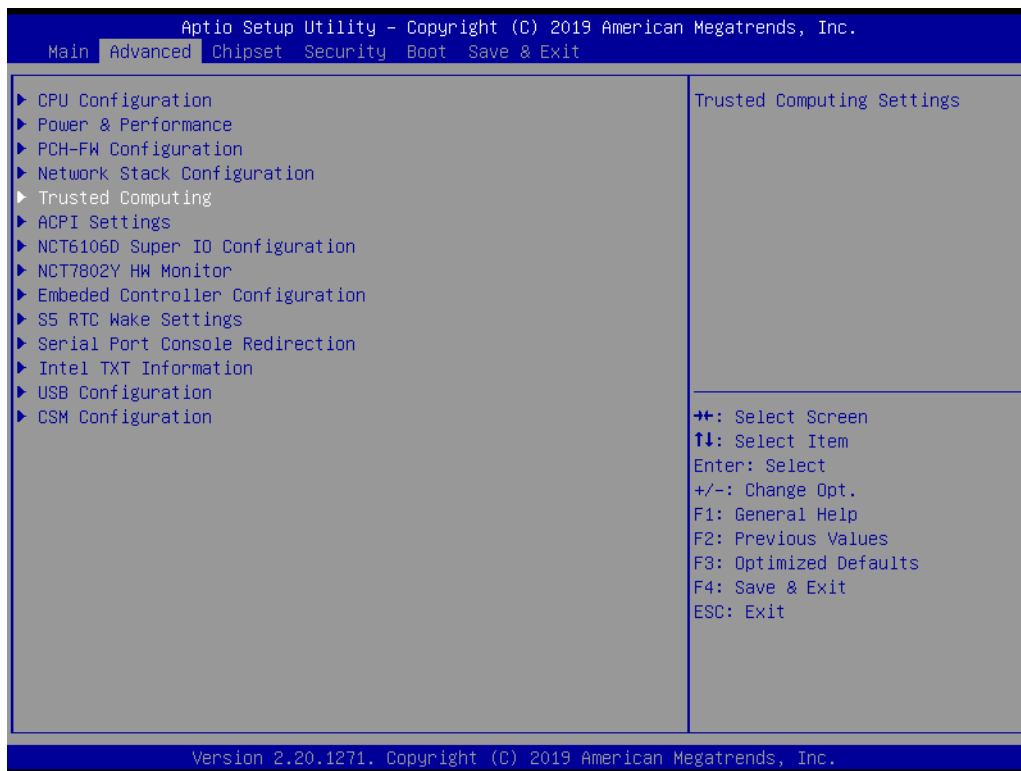 Aptio Setup Utility – Copyright (C) 2019 American Megatrends, Inc.
Main Advanced Chipset Security Boot Save & Exit
▶ CPU Configuration
▶ Power & Performance
▶ PCH-FW Configuration
▶ Network Stack Configuration
▶ Trusted Computing
▶ ACPI Settings
▶ NCT6106D Super IO Configuration
▶ NCT7802Y HW Monitor
▶ Embeded Controller Configuration
▶ S5 RTC Wake Settings
▶ Serial Port Console Redirection
▶ Intel TXT Information
▶ USB Configuration
▶ CSM Configuration
Trusted Computing Settings
→←: Select Screen
↑↓: Select Item
Enter: Select
+/-: Change Opt.
F1: General Help
F2: Previous Values
F3: Optimized Defaults
F4: Save & Exit
ESC: Exit
Version 2.20.1271. Copyright (C) 2019 American Megatrends, Inc.